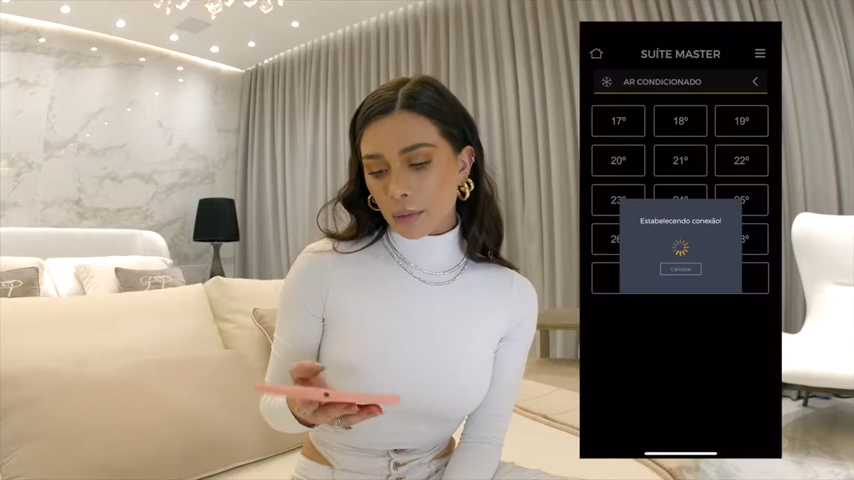 SUÍTE MASTER
AR CONDICIONADO
17º 18º 19º
20º 21º 22º
Estabelecendo conexão!
Cancelar